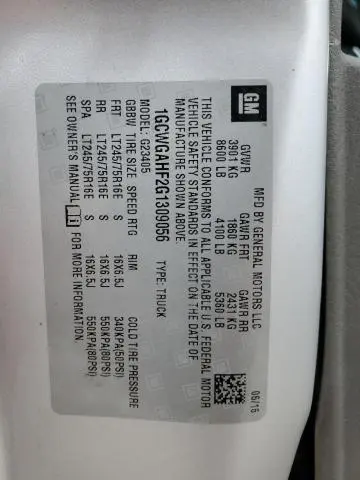 GM
MFD BY GENERAL MOTORS LLC 06/16
GVWR GAWR FRT GAWR RR
3901 KG 1860 KG 2431 KG
8600 LB 4100 LB 5360 LB
THIS VEHICLE CONFORMS TO ALL APPLICABLE U.S. FEDERAL MOTOR
VEHICLE SAFETY STANDARDS IN EFFECT ON THE DATE OF
MANUFACTURE SHOWN ABOVE.
1GCWGAHF2G1309056 TYPE: TRUCK
G23405
GBBW TIRE SIZE SPEED RTG RIM COLD TIRE PRESSURE
FRT LT245/75R16E S 16X6.5J 340KPA(50PSI)
RR LT245/75R16E S 16X6.5J 550KPA(80PSI)
SPA LT245/75R16E S 16X6.5J 550KPA(80PSI)
SEE OWNER'S MANUAL FOR MORE INFORMATION.